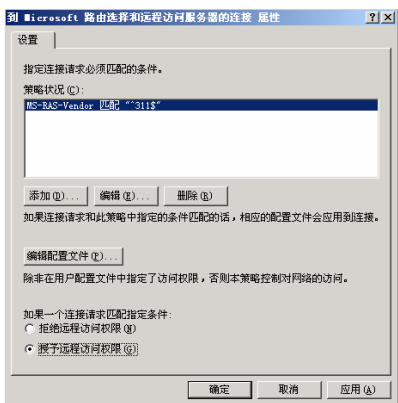 到 Microsoft 路由选择和远程访问服务器的连接 属性
设置
指定连接请求必须匹配的条件。
策略状况(C):
MS-RAS-Vendor 匹配 "^311$"
添加(D)... 编辑(E)... 删除(R)
如果连接请求和此策略中指定的条件匹配的话，相应的配置文件会应用到连接。
编辑配置文件(P)...
除非在用户配置文件中指定了访问权限，否则本策略控制对网络的访问。
如果一个连接请求匹配指定条件:
拒绝远程访问权限(N)
授予远程访问权限(G)
确定 取消 应用(A)